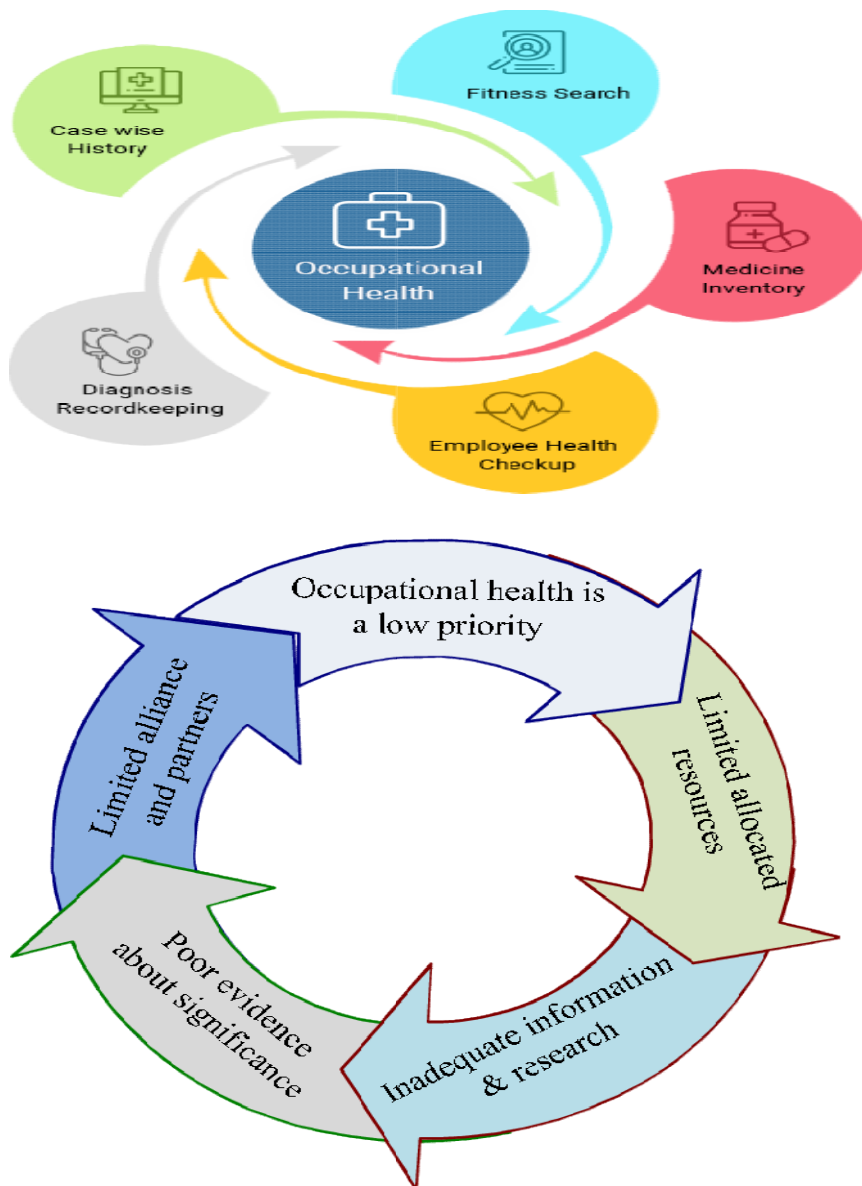 Case wise
History
Fitness Search
Medicine
Inventory
Employee Health
Checkup
Diagnosis
Recordkeeping
Occupational
Health
Occupational health is
a low priority
Limited allocated
resources
Inadequate information
& research
Poor evidence
about significance
Limited alliance
and partners